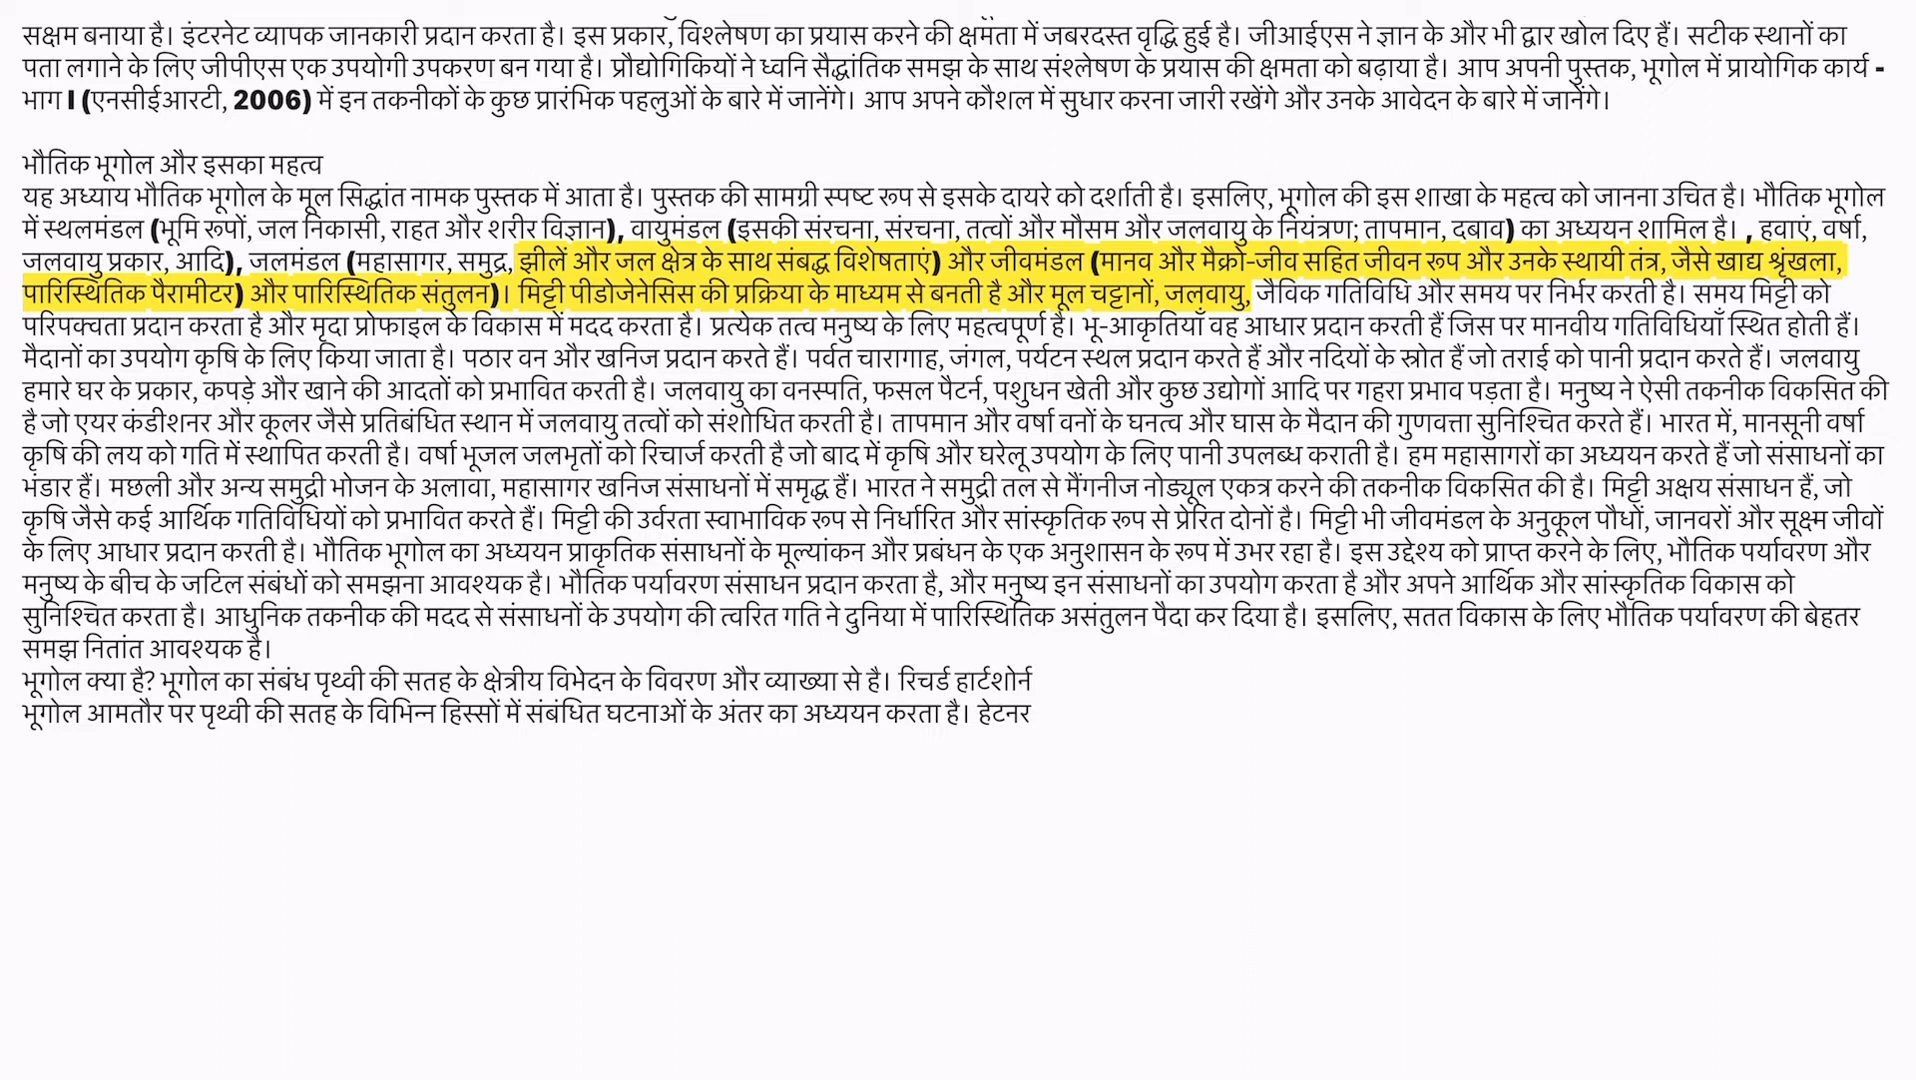 सक्षम बनाया है। इंटरनेट व्यापक जानकारी प्रदान करता है। इस प्रकार, विश्लेषण का प्रयास करने की क्षमता में जबरदस्त वृद्धि हुई है। जीआईएस ने ज्ञान के और भी द्वार खोल दिए हैं। सटीक स्थानों का
पता लगाने के लिए जीपीएस एक उपयोगी उपकरण बन गया है। प्रौद्योगिकियों ने ध्वनि सैद्धांतिक समझ के साथ संश्लेषण के प्रयास की क्षमता को बढ़ाया है। आप अपनी पुस्तक, भूगोल में प्रायोगिक कार्य -
भाग I (एनसीईआरटी, 2006) में इन तकनीकों के कुछ प्रारंभिक पहलुओं के बारे में जानेंगे। आप अपने कौशल में सुधार करना जारी रखेंगे और उनके आवेदन के बारे में जानेंगे।
भौतिक भूगोल और इसका महत्व
यह अध्याय भौतिक भूगोल के मूल सिद्धांत नामक पुस्तक में आता है। पुस्तक की सामग्री स्पष्ट रूप से इसके दायरे को दर्शाती है। इसलिए, भूगोल की इस शाखा के महत्व को जानना उचित है। भौतिक भूगोल
में स्थलमंडल (भूमि रूपों, जल निकासी, राहत और शरीर विज्ञान), वायुमंडल (इसकी संरचना, संरचना, तत्वों और मौसम और जलवायु के नियंत्रण; तापमान, दबाव) का अध्ययन शामिल है। , हवाएं, वर्षा,
जलवायु प्रकार, आदि), जलमंडल (महासागर, समुद्र, झीलें और जल क्षेत्र के साथ संबद्ध विशेषताएं) और जीवमंडल (मानव और मैक्रो-जीव सहित जीवन रूप और उनके स्थायी तंत्र, जैसे खाद्य श्रृंखला,
पारिस्थितिक पैरामीटर) और पारिस्थितिक संतुलन)। मिट्टी पीडोजेनेसिस की प्रक्रिया के माध्यम से बनती है और मूल चट्टानों, जलवायु, जैविक गतिविधि और समय पर निर्भर करती है। समय मिट्टी को
परिपक्वता प्रदान करता है और मृदा प्रोफाइल के विकास में मदद करता है। प्रत्येक तत्व मनुष्य के लिए महत्वपूर्ण है। भू-आकृतियाँ वह आधार प्रदान करती हैं जिस पर मानवीय गतिविधियाँ स्थित होती हैं।
मैदानों का उपयोग कृषि के लिए किया जाता है। पठार वन और खनिज प्रदान करते हैं। पर्वत चारागाह, जंगल, पर्यटन स्थल प्रदान करते हैं और नदियों के स्रोत हैं जो तराई को पानी प्रदान करते हैं। जलवायु
हमारे घर के प्रकार, कपड़े और खाने की आदतों को प्रभावित करती है। जलवायु का वनस्पति, फसल पैटर्न, पशुधन खेती और कुछ उद्योगों आदि पर गहरा प्रभाव पड़ता है। मनुष्य ने ऐसी तकनीक विकसित की
है जो एयर कंडीशनर और कूलर जैसे प्रतिबंधित स्थान में जलवायु तत्वों को संशोधित करती है। तापमान और वर्षा वनों के घनत्व और घास के मैदान की गुणवत्ता सुनिश्चित करते हैं। भारत में, मानसूनी वर्षा
कृषि की लय को गति में स्थापित करती है। वर्षा भूजल जलभृतों को रिचार्ज करती है जो बाद में कृषि और घरेलू उपयोग के लिए पानी उपलब्ध कराती है। हम महासागरों का अध्ययन करते हैं जो संसाधनों का
भंडार हैं। मछली और अन्य समुद्री भोजन के अलावा, महासागर खनिज संसाधनों में समृद्ध हैं। भारत ने समुद्री तल से मैंगनीज नोड्यूल एकत्र करने की तकनीक विकसित की है। मिट्टी अक्षय संसाधन हैं, जो
कृषि जैसे कई आर्थिक गतिविधियों को प्रभावित करते हैं। मिट्टी की उर्वरता स्वाभाविक रूप से निर्धारित और सांस्कृतिक रूप से प्रेरित दोनों है। मिट्टी भी जीवमंडल के अनुकूल पौधों, जानवरों और सूक्ष्म जीवों
के लिए आधार प्रदान करती है। भौतिक भूगोल का अध्ययन प्राकृतिक संसाधनों के मूल्यांकन और प्रबंधन के एक अनुशासन के रूप में उभर रहा है। इस उद्देश्य को प्राप्त करने के लिए, भौतिक पर्यावरण और
मनुष्य के बीच के जटिल संबंधों को समझना आवश्यक है। भौतिक पर्यावरण संसाधन प्रदान करता है, और मनुष्य इन संसाधनों का उपयोग करता है और अपने आर्थिक और सांस्कृतिक विकास को
सुनिश्चित करता है। आधुनिक तकनीक की मदद से संसाधनों के उपयोग की त्वरित गति ने दुनिया में पारिस्थितिक असंतुलन पैदा कर दिया है। इसलिए, सतत विकास के लिए भौतिक पर्यावरण की बेहतर
समझ नितांत आवश्यक है।
भूगोल क्या है? भूगोल का संबंध पृथ्वी की सतह के क्षेत्रीय विभेदन के विवरण और व्याख्या से है। रिचर्ड हार्टशोर्न
भूगोल आमतौर पर पृथ्वी की सतह के विभिन्न हिस्सों में संबंधित घटनाओं के अंतर का अध्ययन करता है। हेटनर